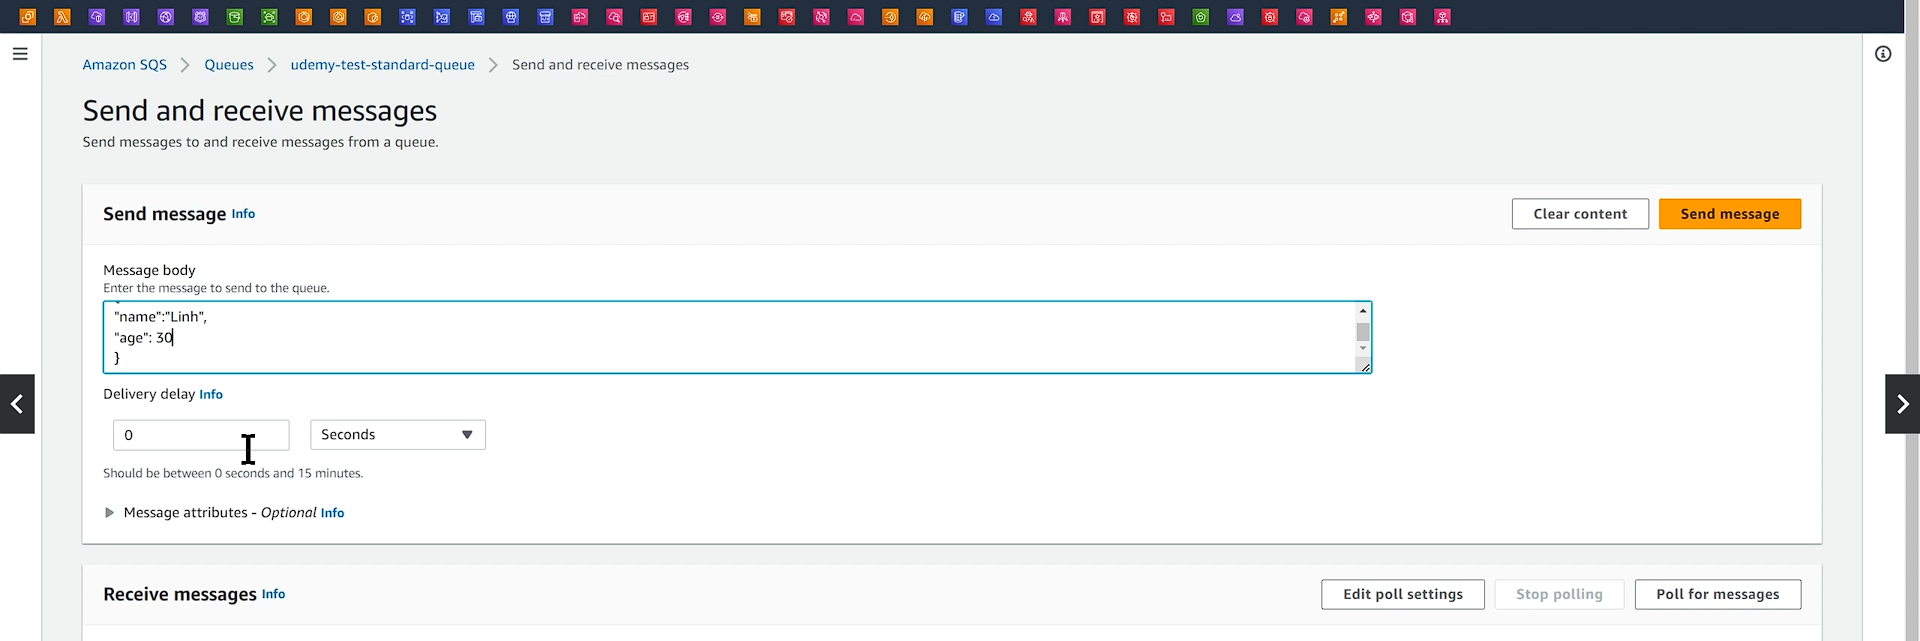 Amazon SQS > Queues > udemy-test-standard-queue > Send and receive messages
Send and receive messages
Send messages to and receive messages from a queue.
Send message Info
Clear content
Send message
Message body
Enter the message to send to the queue.
"name":"Linh",
"age": 30
}
Delivery delay Info
0
Seconds
Should be between 0 seconds and 15 minutes.
Message attributes - Optional Info
Receive messages Info
Edit poll settings
Stop polling
Poll for messages